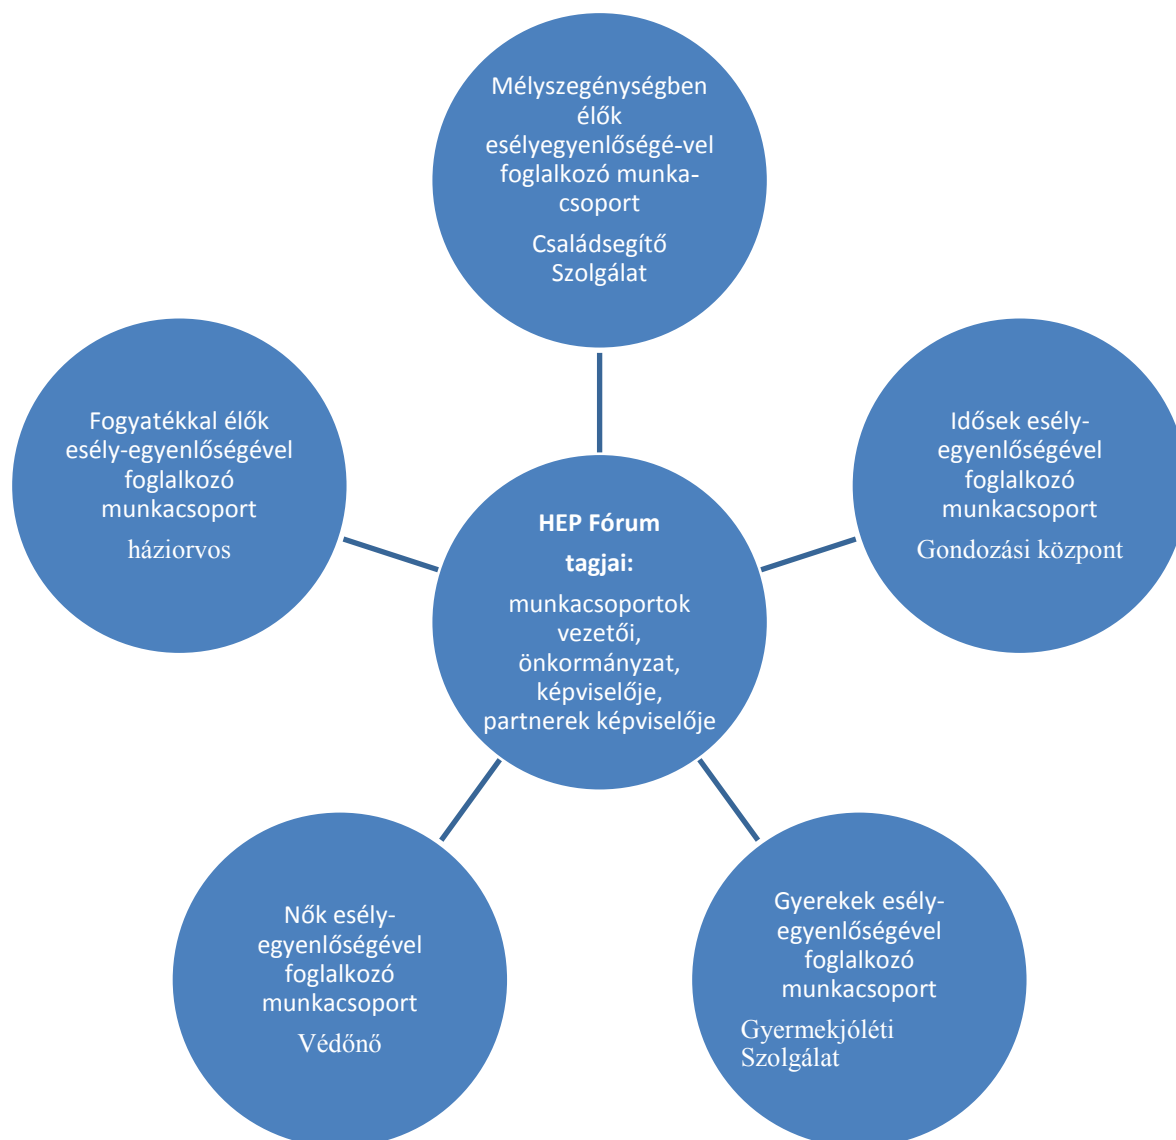 Mélyszegénységben
élők
esélyegyenlőségé-vel
foglalkozó munka-
csoport
Családsegítő
Szolgálat
Fogyatékkal élők
esély-egyenlőségével
foglalkozó
munkacsoport
háziorvos
Idősek esély-
egyenlőségével
foglalkozó
munkacsoport
Gondozási központ
HEP Fórum
tagjai:
munkacsoportok
vezetői,
önkormányzat,
képviselője,
partnerek képviselője
Nők esély-
egyenlőségével
foglalkozó
munkacsoport
Védőnő
Gyerekek esély-
egyenlőségével
foglalkozó
munkacsoport
Gyermekjóléti
Szolgálat